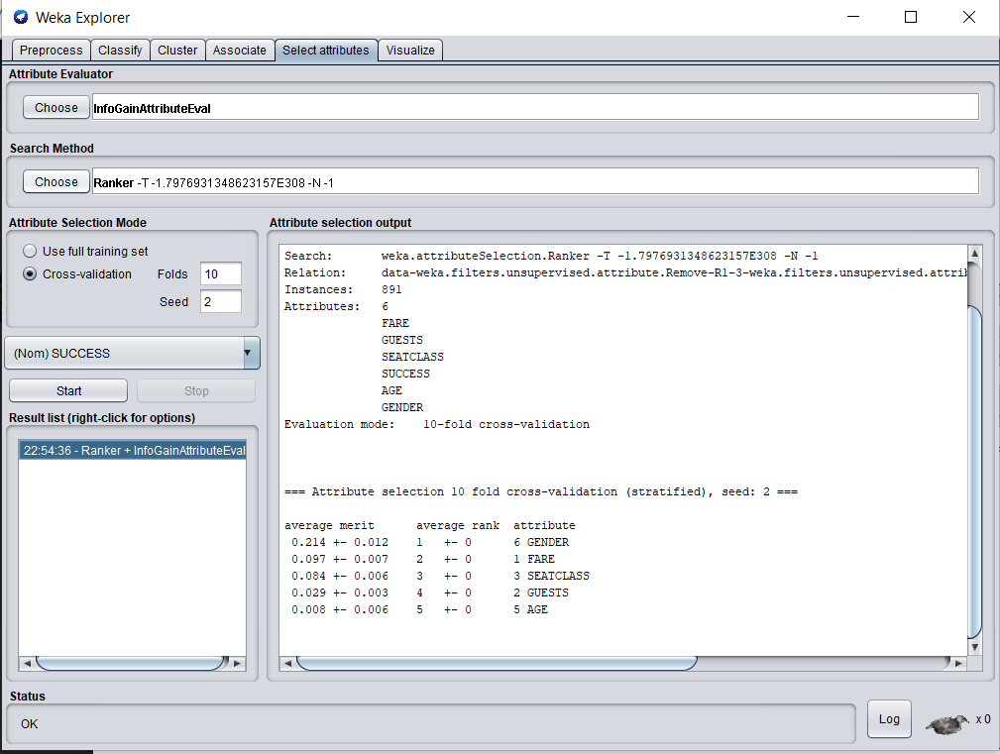 Weka Explorer
Preprocess Classify Cluster Associate Select attributes Visualize
Attribute Evaluator
Choose InfoGainAttributeEval
Search Method
Choose Ranker -T -1.7976931348623157E308 -N -1
Attribute Selection Mode
Use full training set
Cross-validation Folds 10
Seed 2
(Nom) SUCCESS
Start Stop
Result list (right-click for options)
22:54:36 - Ranker + InfoGainAttributeEval
Attribute selection output
Search: weka.attributeSelection.Ranker -T -1.7976931348623157E308 -N -1
Relation: data-weka.filters.unsupervised.attribute.Remove-R1-3-weka.filters.unsupervised.attrib
Instances: 891
Attributes: 6
FARE
GUESTS
SEATCLASS
SUCCESS
AGE
GENDER
Evaluation mode: 10-fold cross-validation
=== Attribute selection 10 fold cross-validation (stratified), seed: 2 ===
average merit average rank attribute
0.214 +- 0.012 1 +- 0 6 GENDER
0.097 +- 0.007 2 +- 0 1 FARE
0.084 +- 0.006 3 +- 0 3 SEATCLASS
0.029 +- 0.003 4 +- 0 2 GUESTS
0.008 +- 0.006 5 +- 0 5 AGE
Status
OK
Log x 0